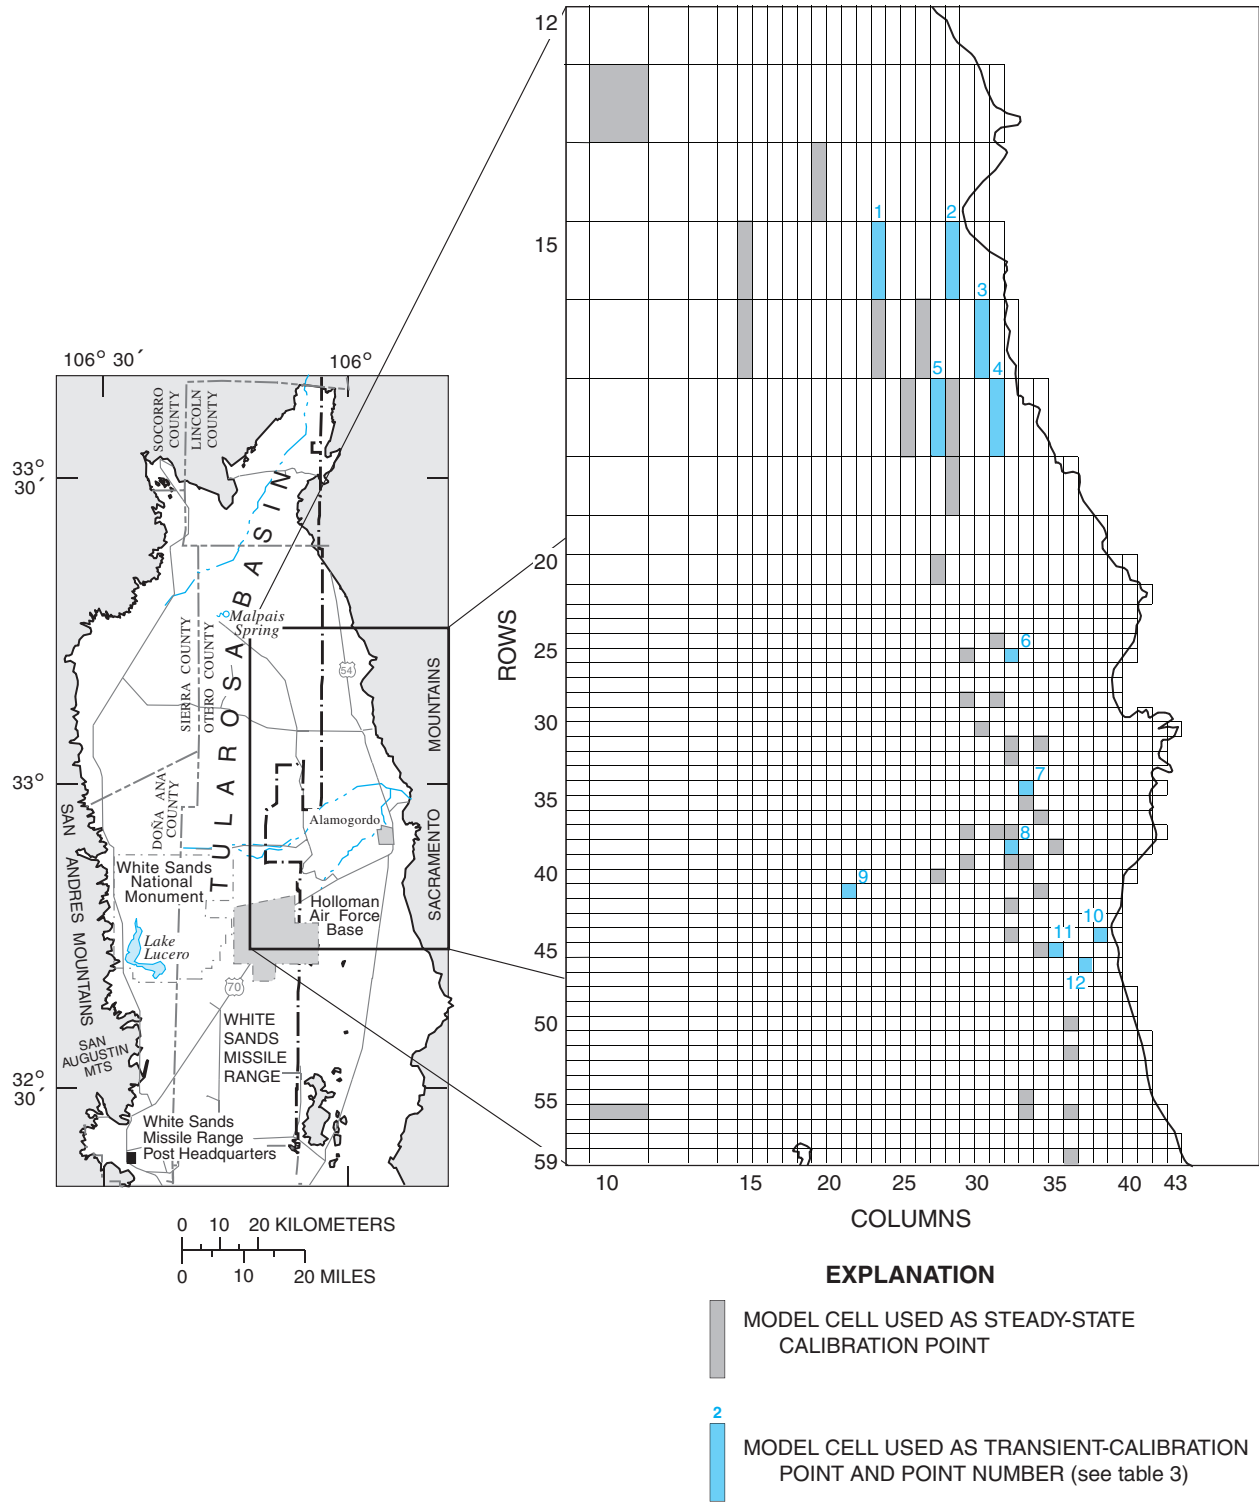 106° 30´
106°
33°
30´
33°
32°
30´
SOCORRO
COUNTY
LINCOLN
COUNTY
TULAROSA BASIN
Malpais
Spring
SIERRA COUNTY
OTERO COUNTY
54
MOUNTAINS
SACRAMENTO
DOÑA ANA
COUNTY
Alamogordo
White Sands
National
Monument
Holloman
Air Force
Base
Lake
Lucero
SAN ANDRES MOUNTAINS
70
SAN
AUGUSTIN
MTS
WHITE
SANDS
MISSILE
RANGE
White Sands
Missile Range
Post Headquarters
0 10 20 KILOMETERS
0 10 20 MILES
ROWS
12
15
20
25
30
35
40
45
50
55
59
1
2
3
5
4
6
7
8
9
10
11
12
10 15 20 25 30 35 40 43
COLUMNS
EXPLANATION
MODEL CELL USED AS STEADY-STATE
CALIBRATION POINT
2
MODEL CELL USED AS TRANSIENT-CALIBRATION
POINT AND POINT NUMBER (see table 3)